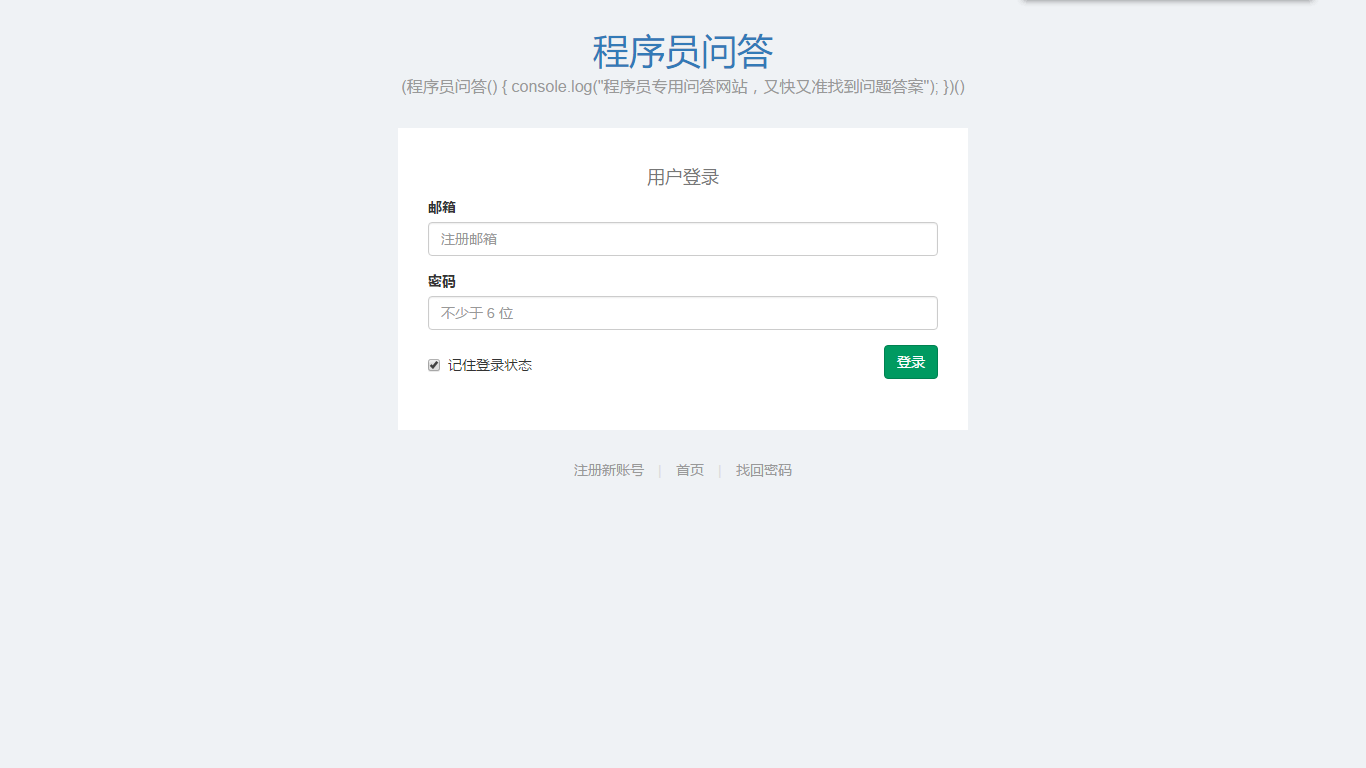 程序员问答
(程序员问答() { console.log("程序员专用问答网站，又快又准找到问题答案"); })()
用户登录
邮箱
注册邮箱
密码
不少于 6 位
记住登录状态
登录
注册新账号 | 首页 | 找回密码